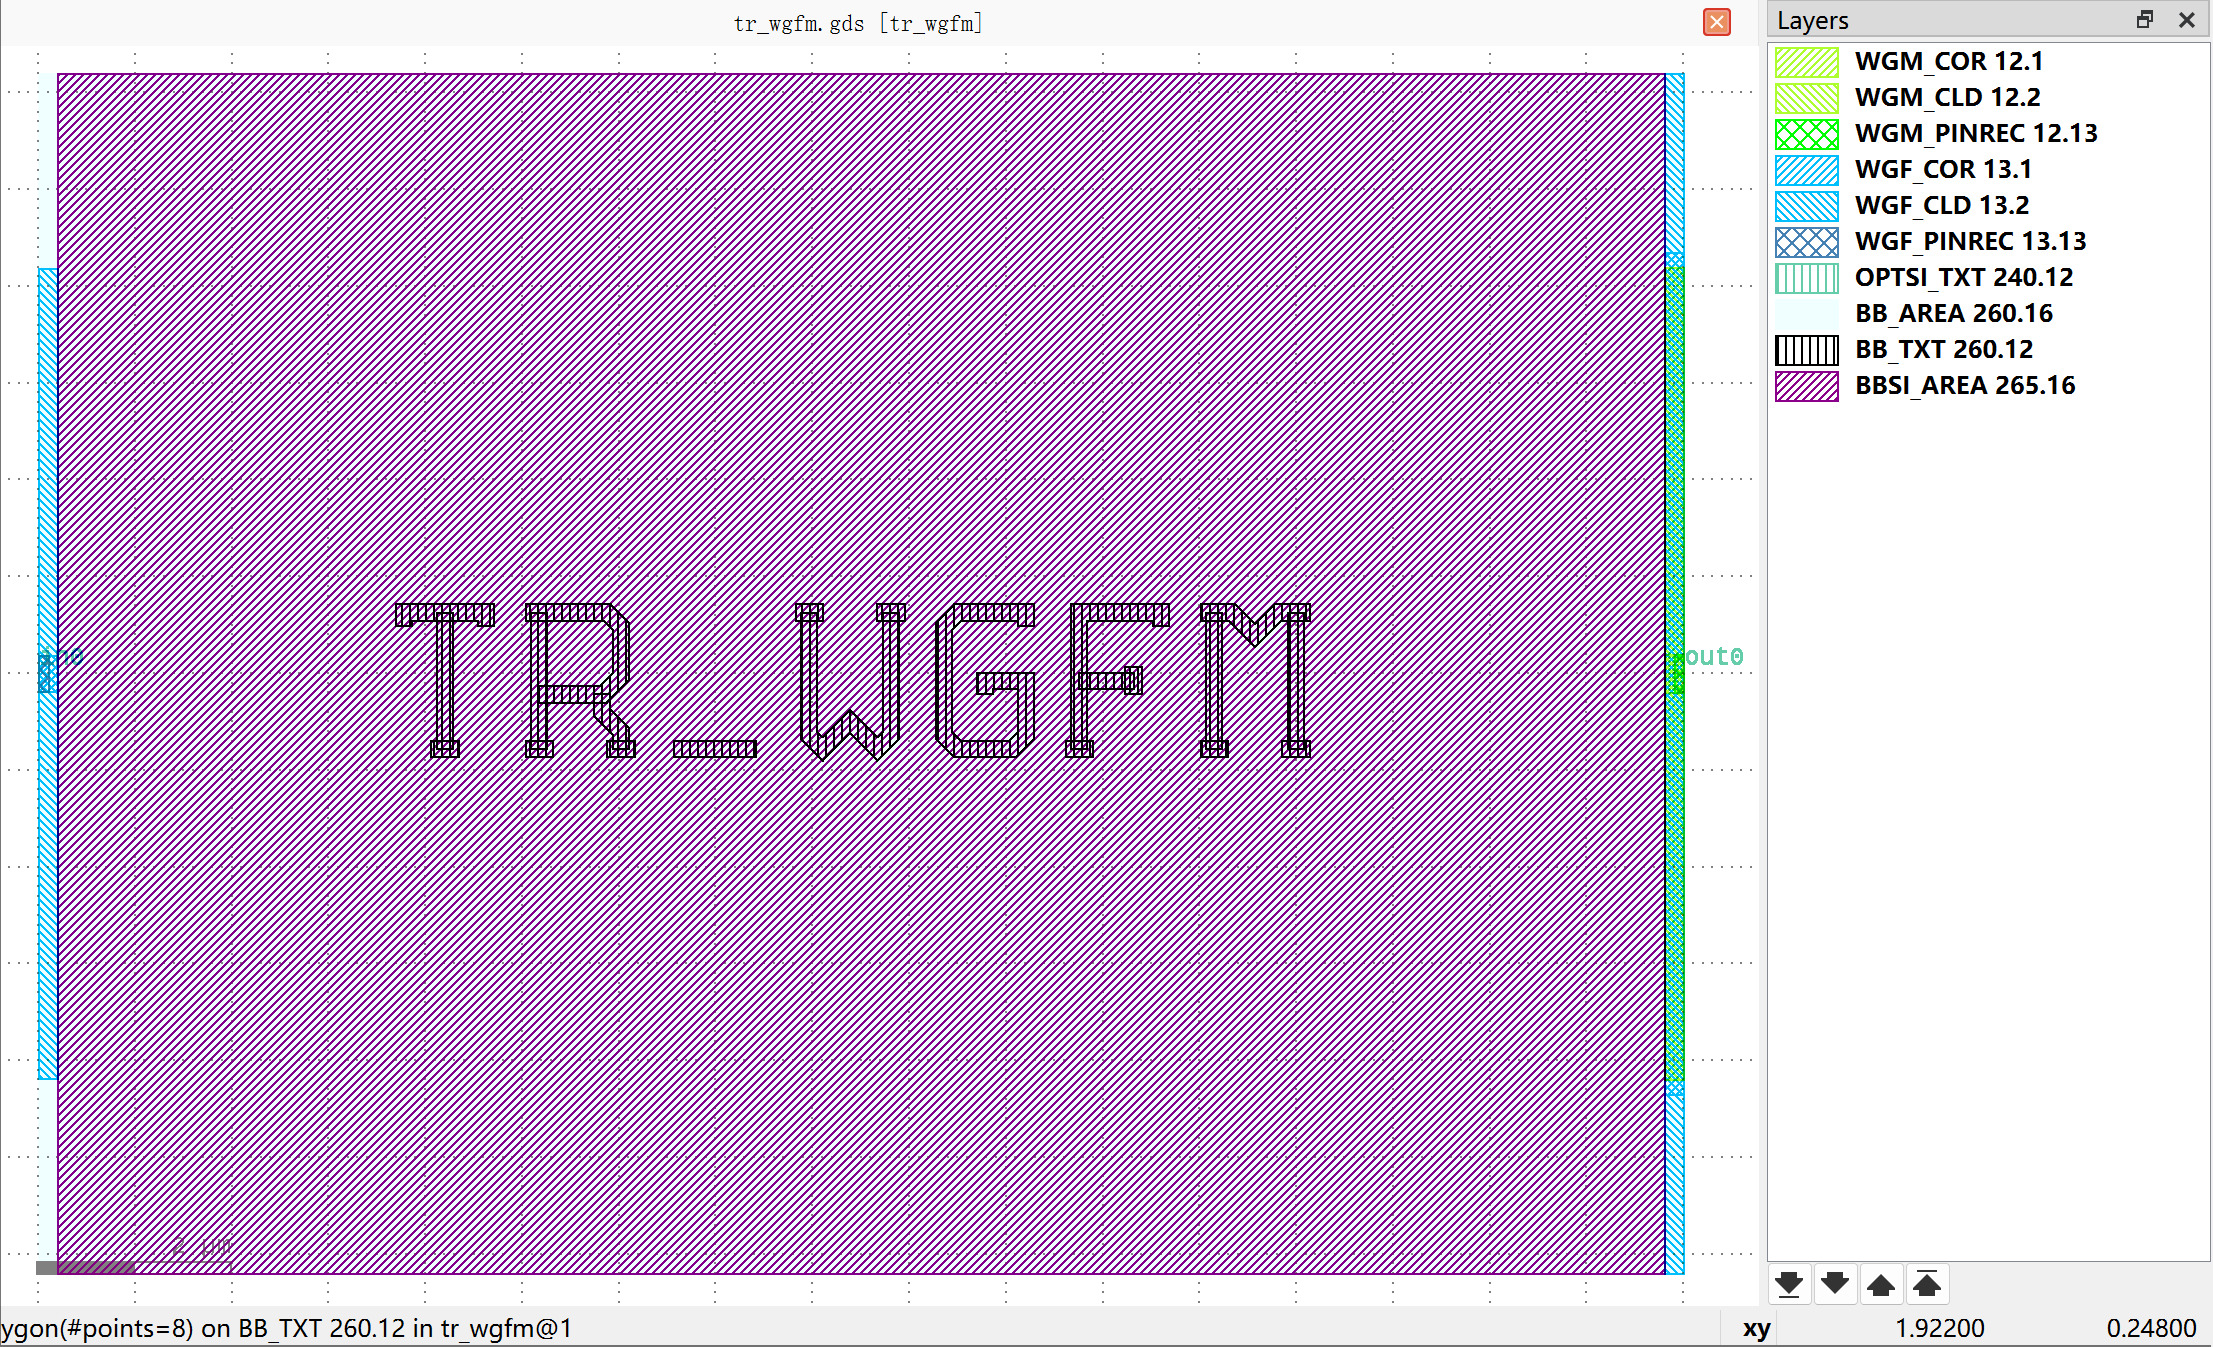 tr_wgfm.gds [tr_wgfm]
Layers
WGM_COR 12.1
WGM_CLD 12.2
WGM_PINREC 12.13
WGF_COR 13.1
WGF_CLD 13.2
WGF_PINREC 13.13
OPTSI_TXT 240.12
BB_AREA 260.16
BB_TXT 260.12
BBSI_AREA 265.16
TR_WGFM
out0
2 μm
ygon(#points=8) on BB_TXT 260.12 in tr_wgfm@1
xy 1.92200 0.24800